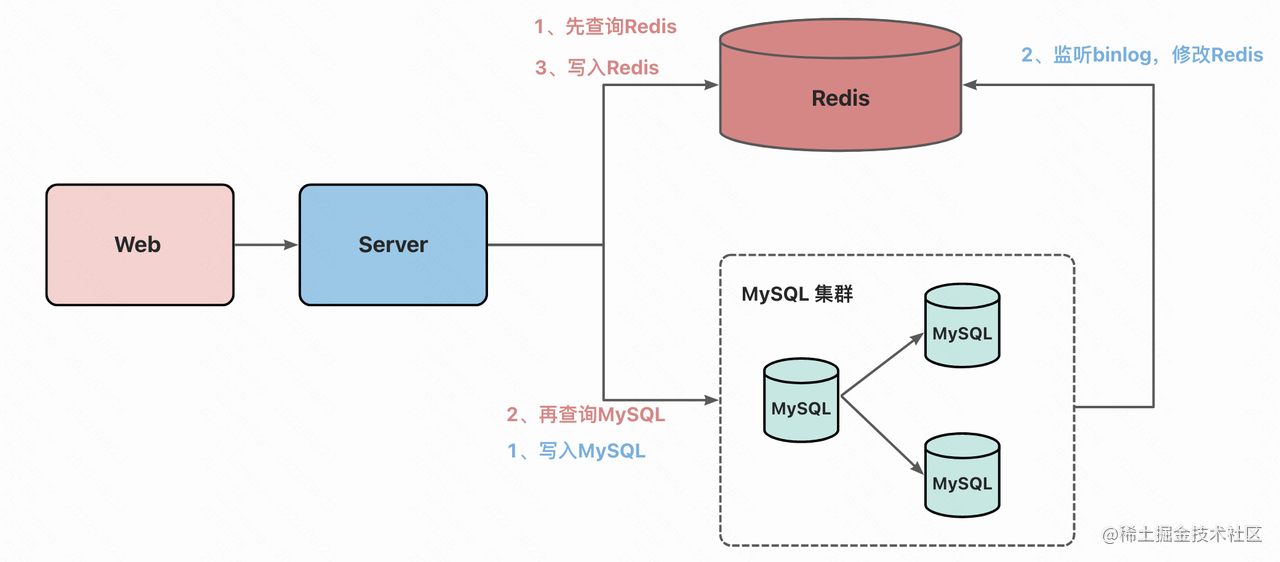 1、先查询Redis
3、写入Redis
2、监听binlog，修改Redis
Redis
Web
Server
MySQL 集群
MySQL
MySQL
MySQL
2、再查询MySQL
1、写入MySQL
@稀土掘金技术社区